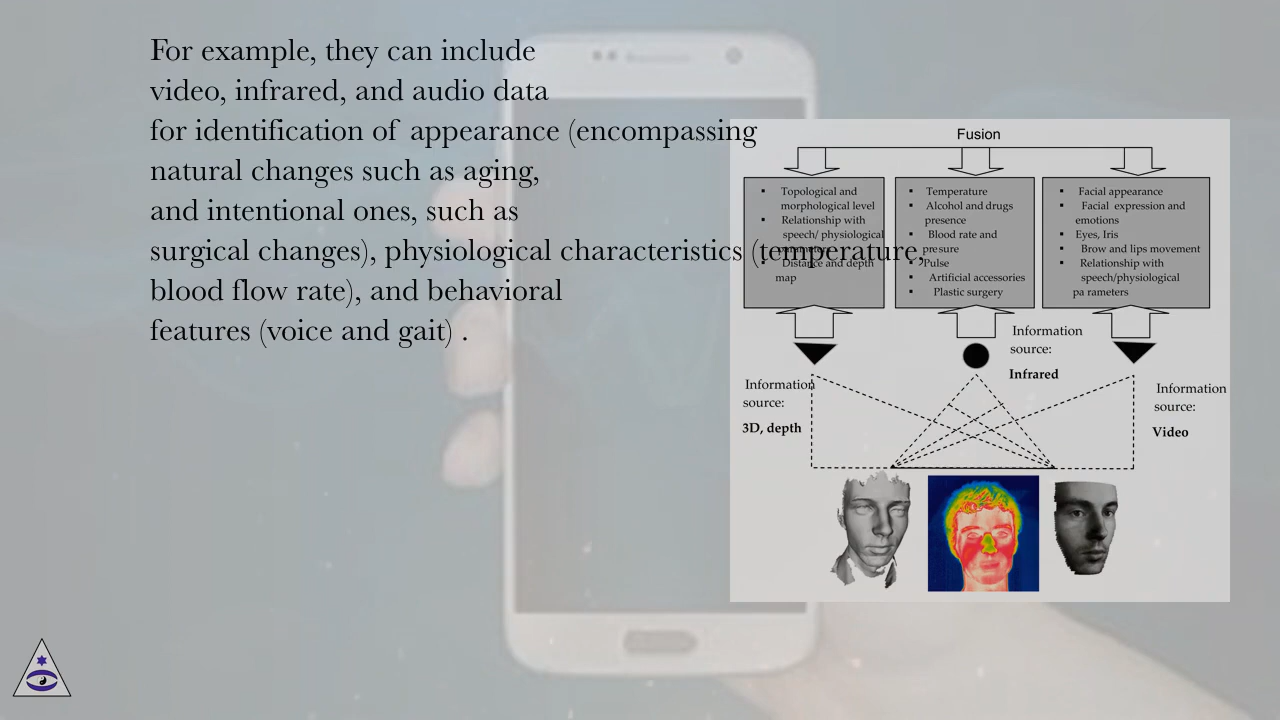 For example, they can include
video, infrared, and audio data
for identification of appearance (encompassing
natural changes such as aging,
and intentional ones, such as
surgical changes), physiological characteristics (temperature,
blood flow rate), and behavioral
features (voice and gait) .
Fusion
▪ Topological and
morphological level
▪ Relationship with
speech/ physiological
▪ Distance and depth
map
▪ Temperature
▪ Alcohol and drugs
presence
▪ Blood rate and
presure
▪ Pulse
▪ Artificial accessories
▪ Plastic surgery
▪ Facial appearance
▪ Facial expression and
emotions
▪ Eyes, Iris
▪ Brow and lips movement
▪ Relationship with
speech/physiological
pa rameters
Information
source:
Infrared
Information
source:
3D, depth
Information
source:
Video